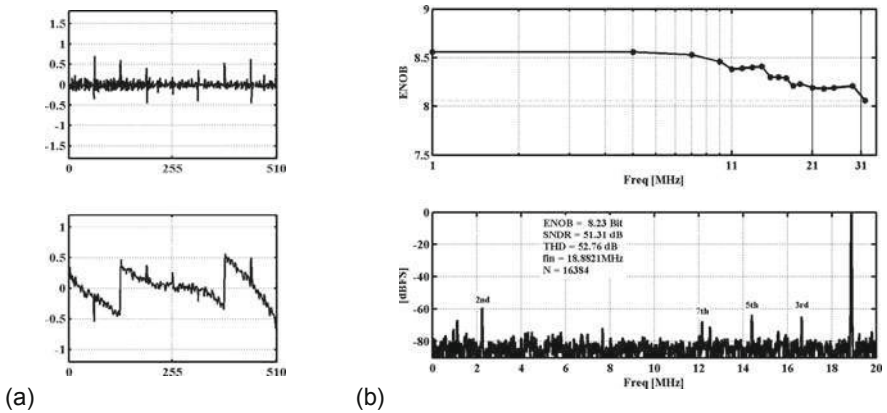 1.5
1
0.5
0
-0.5
-1
-1.5
0 255 510
1
0.5
0.0
-0.5
-1
0 255 510
(a)
9
8.5
8
7.5
ENOB
1 11 21 31
Freq [MHz]
0
-20
-40
-60
-80
[dBFS]
ENOB = 8.23 Bit
SNDR = 51.31 dB
THD = 52.76 dB
fin = 18.8821MHz
N = 16384
2nd
7th
5th
3rd
0 2 4 6 8 10 12 14 16 18 20
Freq [MHz]
(b)